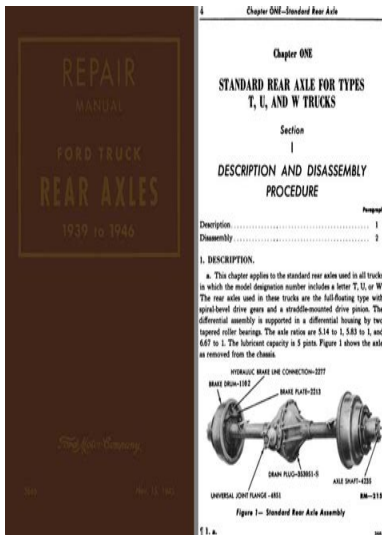 REPAIR
MANUAL
FORD TRUCK
REAR AXLES
1939 to 1946
Ford Motor Company
4 Chapter ONE—Standard Rear Axle
Chapter ONE
STANDARD REAR AXLE FOR TYPES
T, U, AND W TRUCKS
Section
I
DESCRIPTION AND DISASSEMBLY
PROCEDURE
Paragraph
Description 1
Disassembly 2
1. DESCRIPTION.
a. This chapter applies to the standard rear axles used in all trucks
in which the model designation number includes a letter T, U, or W.
The rear axles used in these trucks are the full-floating type with
spiral-bevel drive gears and a straddle-mounted drive pinion. The
differential assembly is supported in a differential housing by two
tapered roller bearings. The axle ratios are 5.14 to 1, 5.83 to 1, and
6.67 to 1. The lubricant capacity is 5 pints. Figure 1 shows the axle
as removed from the chassis.
HYDRAULIC BRAKE LINE CONNECTION—2277
BRAKE DRUM—1102
BRAKE PLATE—2213
DRAIN PLUG—353051-S
AXLE SHAFT—4235
UNIVERSAL JOINT FLANGE—4851
RM—315
Figure 1— Standard Rear Axle Assembly
¶ 1. a.